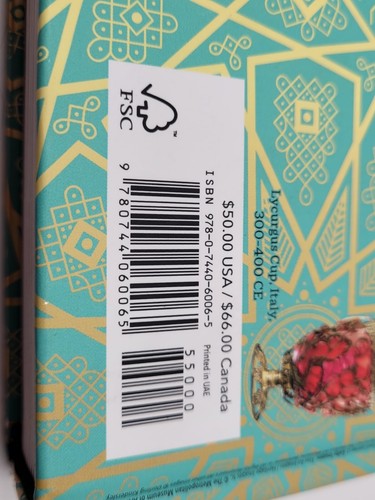 FSC™
$50.00 USA / $66.00 Canada
ISBN 978-0-7440-6006-5
9 780744 060065
55000
Printed in UAE
Lycurgus Cup, Italy,
300-400 CE